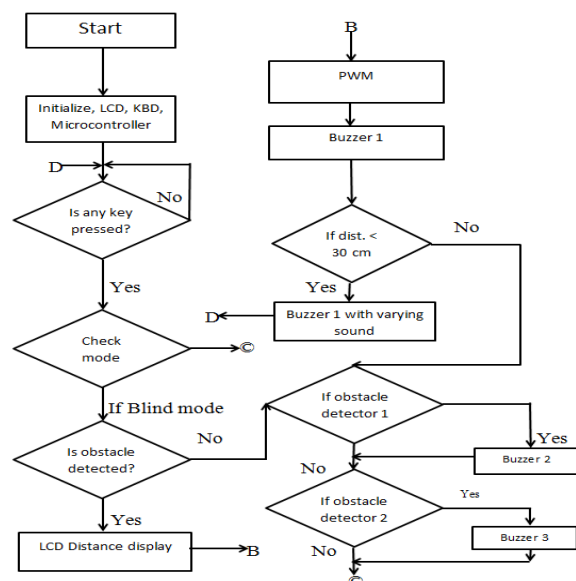 Start
Initialize, LCD, KBD,
Microcontroller
D
No
Is any key
pressed?
Yes
Check
mode
©
If Blind mode
Is obstacle
detected?
No
Yes
LCD Distance display
B
B
PWM
Buzzer 1
If dist. <
30 cm
No
Yes
D
Buzzer 1 with varying
sound
If obstacle
detector 1
Yes
Buzzer 2
No
If obstacle
detector 2
Yes
Buzzer 3
No
©